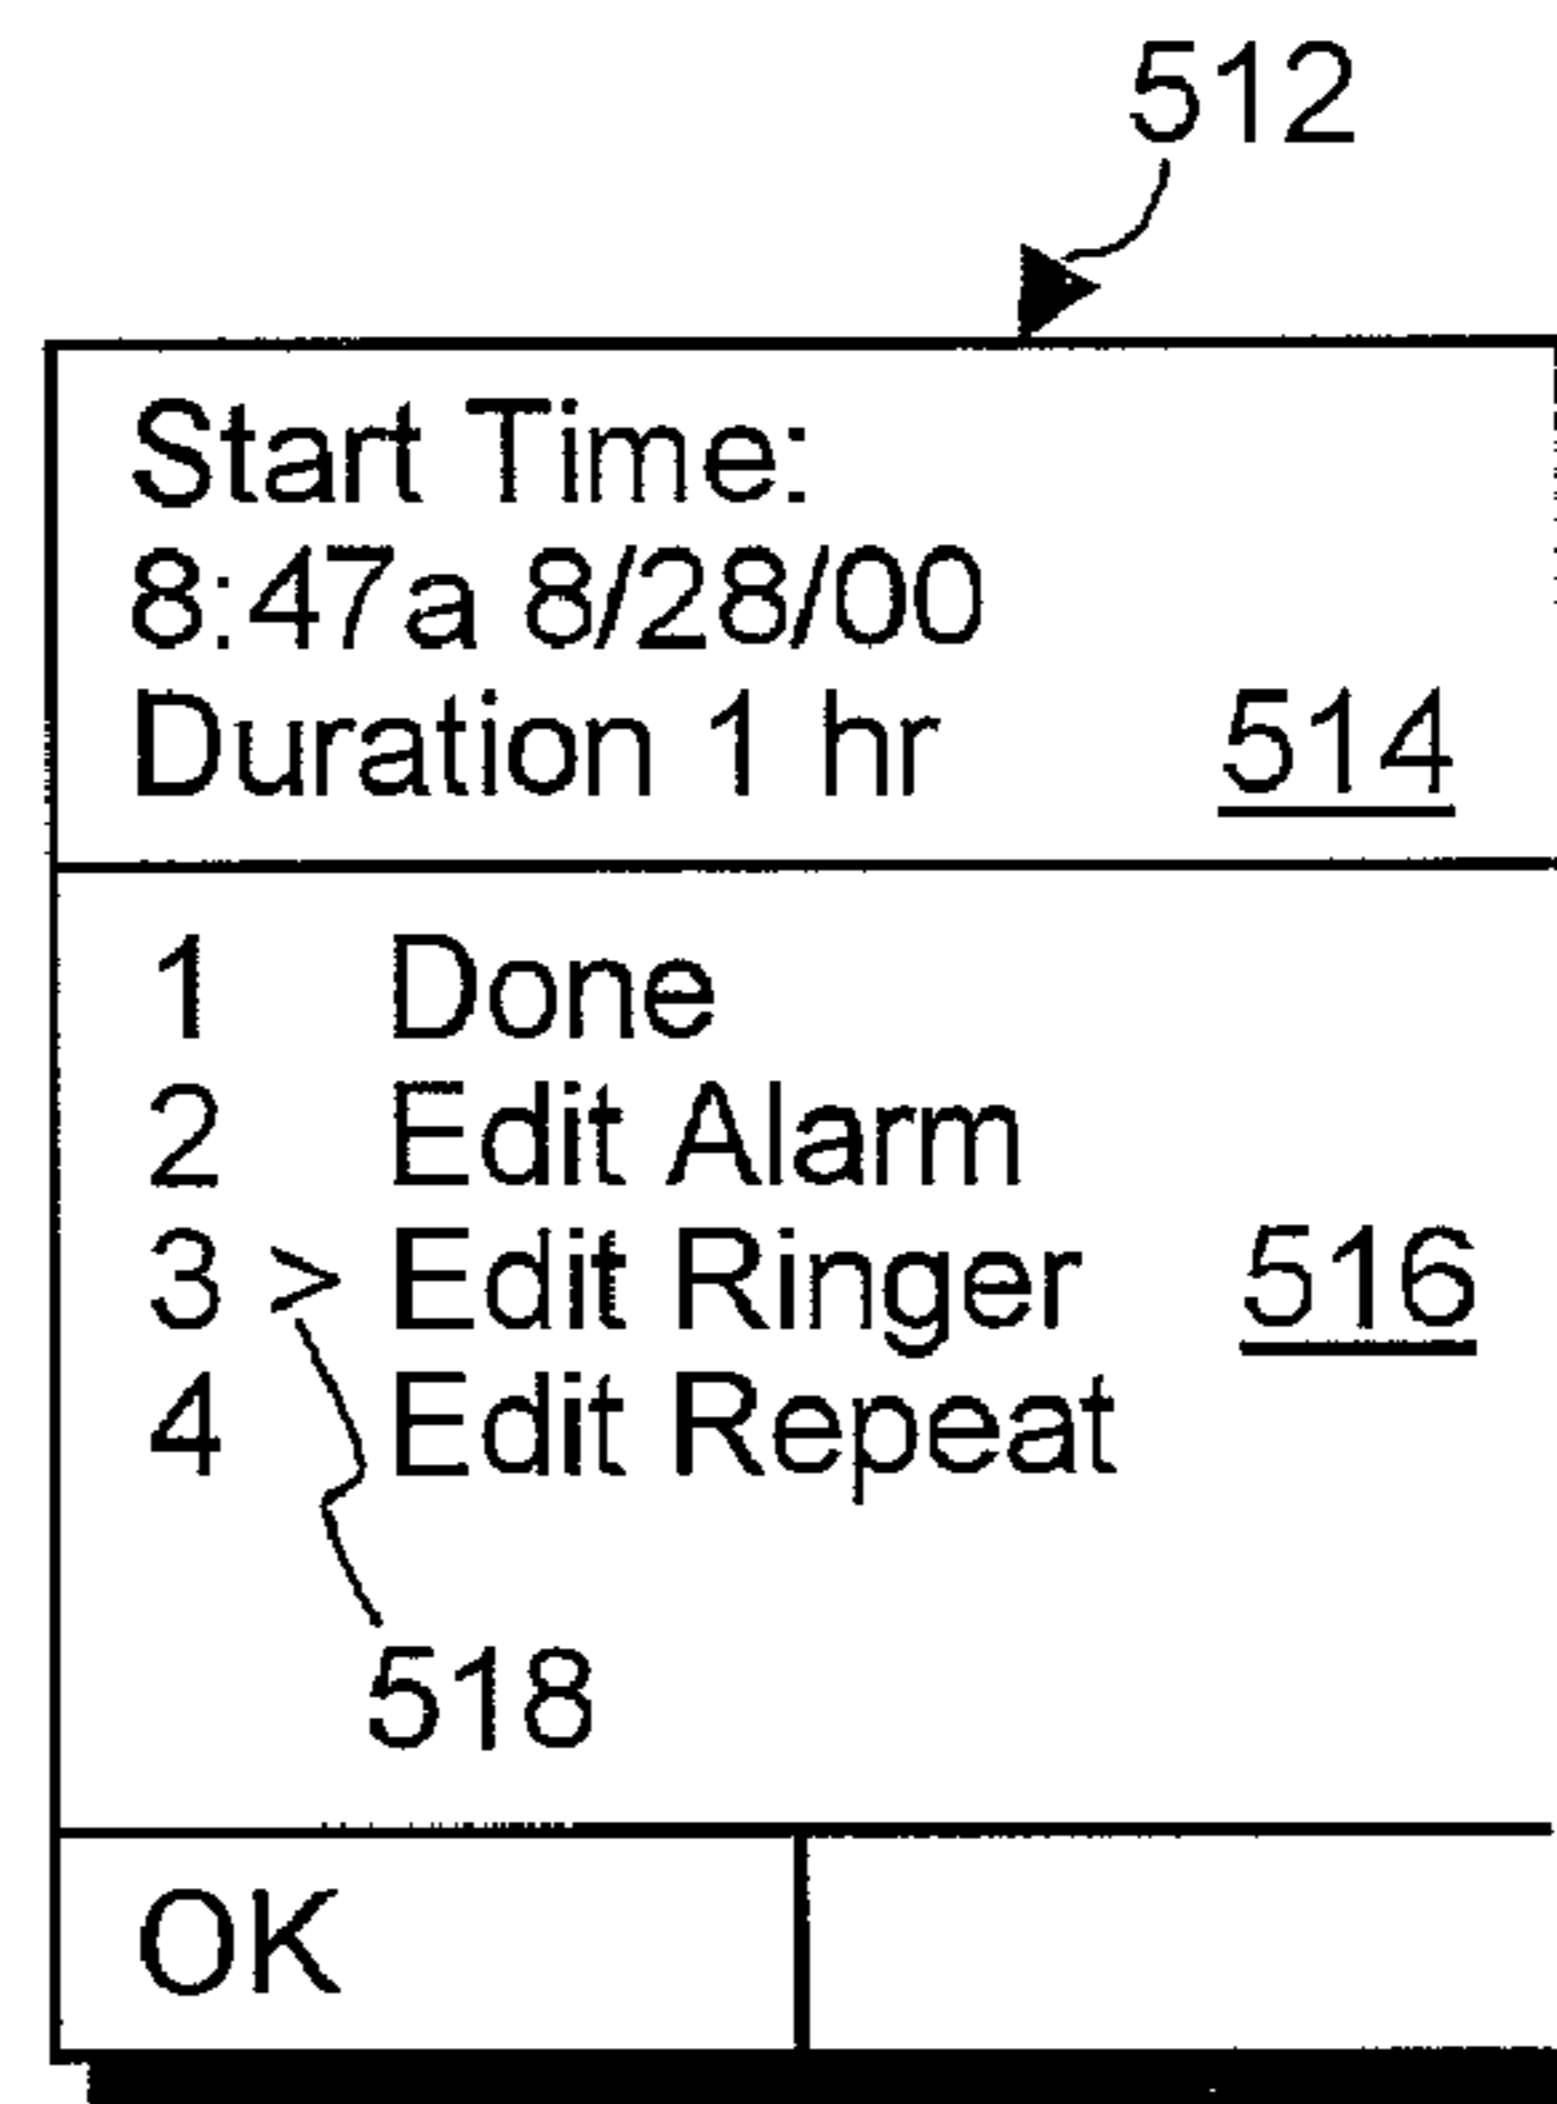 512
Start Time:
8:47a 8/28/00
Duration 1 hr 514
1 Done
2 Edit Alarm
3 > Edit Ringer 516
4 Edit Repeat
518
OK